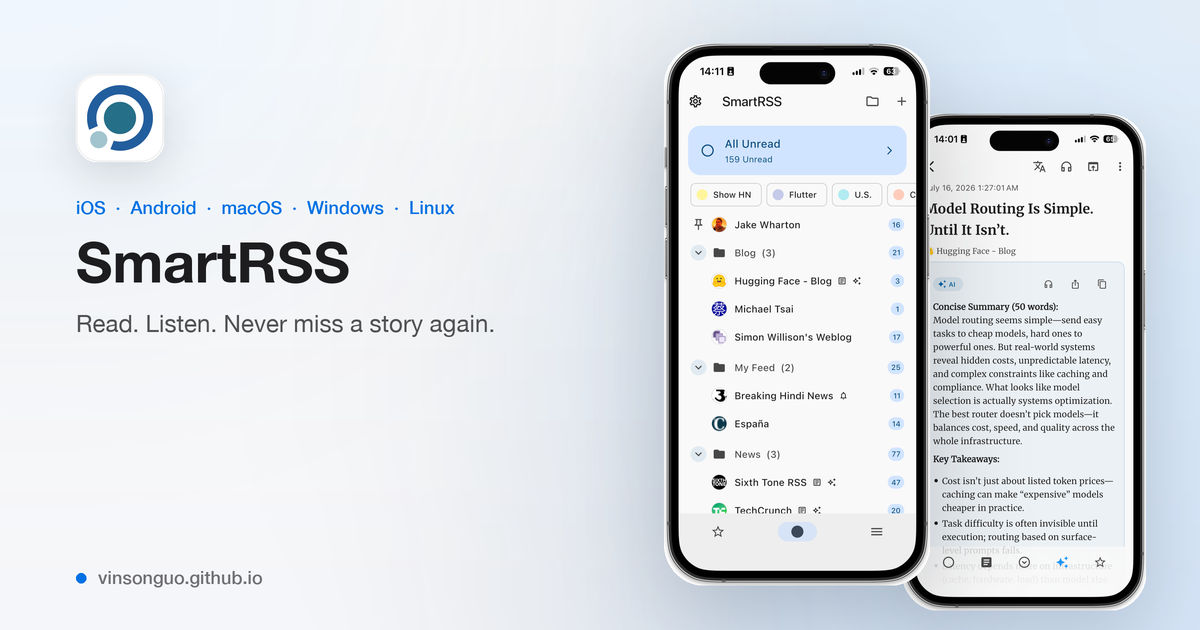 iOS · Android · macOS · Windows · Linux
SmartRSS
Read. Listen. Never miss a story again.
vinsonguo.github.io
14:11
63
SmartRSS
All Unread
159 Unread
Show HN
Flutter
U.S.
C
Jake Wharton
16
Blog (3)
21
Hugging Face - Blog
3
Michael Tsai
1
Simon Willison's Weblog
17
My Feed (2)
25
Breaking Hindi News
11
España
14
News (3)
77
SIXTH TONE
Sixth Tone RSS
47
TechCrunch
20
14:01
uly 16, 2026 1:27:01 AM
Model Routing Is Simple.
Until It Isn’t.
Hugging Face - Blog
AI
Concise Summary (50 words):
Model routing seems simple—send easy
tasks to cheap models, hard ones to
powerful ones. But real-world systems
reveal hidden costs, unpredictable latency,
and complex constraints like caching and
compliance. What looks like model
selection is actually systems optimization.
The best router doesn’t pick models—it
balances cost, speed, and quality across the
whole infrastructure.
Key Takeaways:
• Cost isn’t just about listed token prices—
caching can make “expensive” models
cheaper in practice.
• Task difficulty is often invisible until
execution; routing based on surface-
level prompts fails.